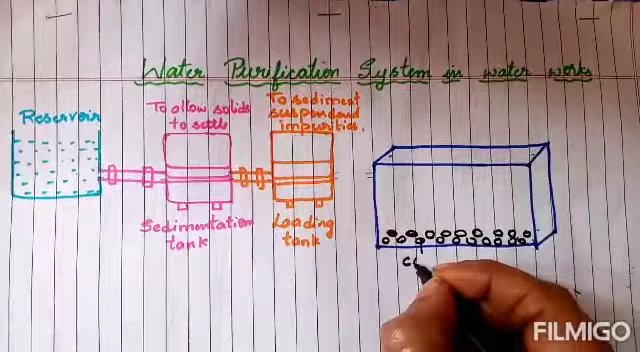 Water Purification System in water works
Reservoir
To allow solids
to settle
To sediment
suspended
impurities.
Sedimentation
tank
Loading
tank
FILMIGO